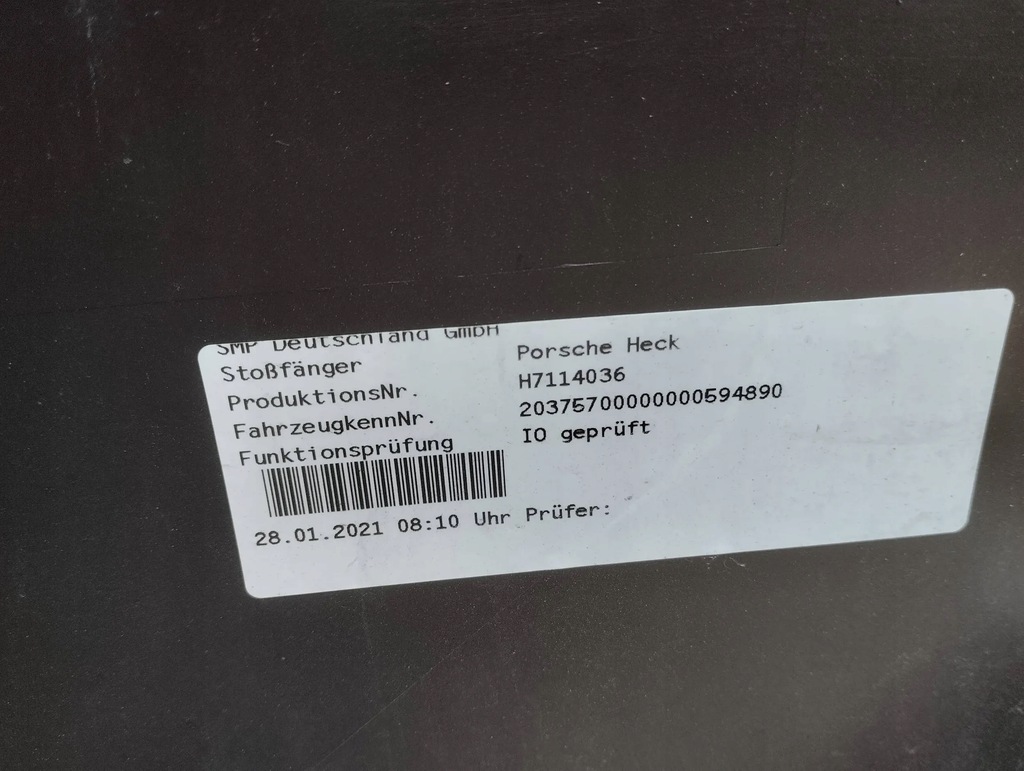 SMP Deutschland GmbH
Stoßfänger Porsche Heck
ProduktionsNr. H7114036
FahrzeugkennNr. 20375700000000594890
Funktionsprüfung IO geprüft
28.01.2021 08:10 Uhr Prüfer: